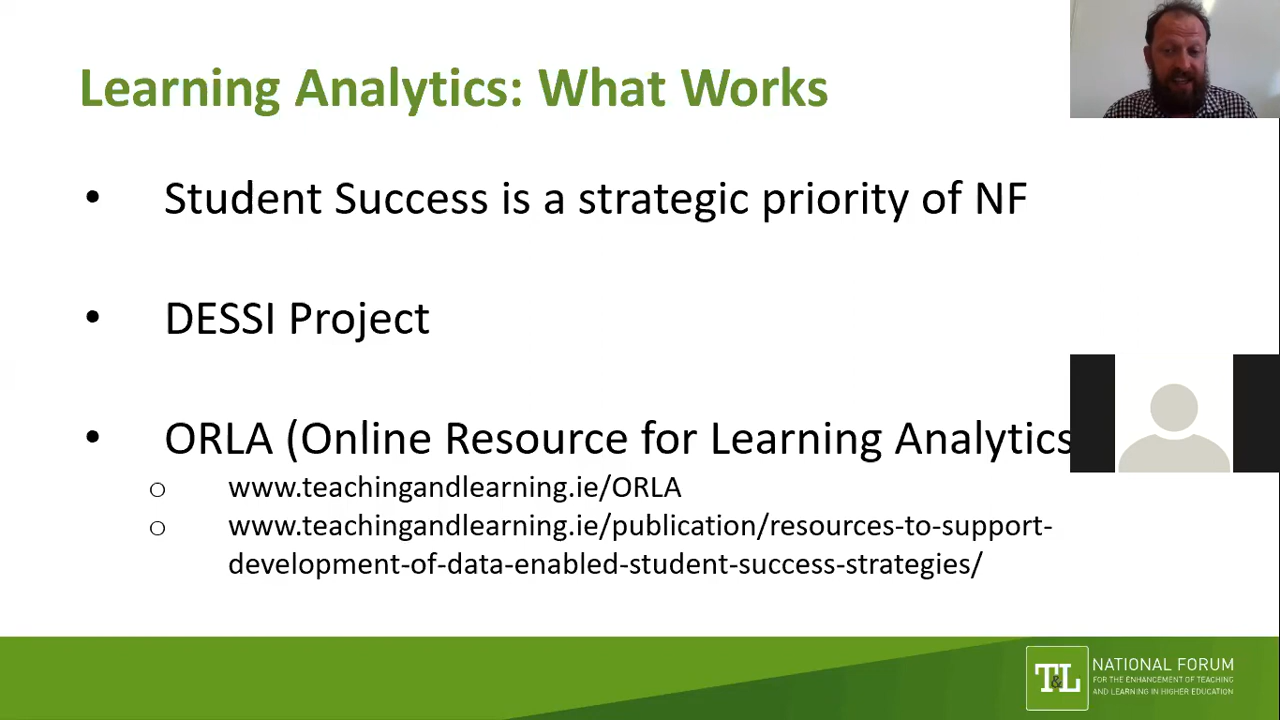 Learning Analytics: What Works
• Student Success is a strategic priority of NF
• DESSI Project
• ORLA (Online Resource for Learning Analytics
o www.teachingandlearning.ie/ORLA
o www.teachingandlearning.ie/publication/resources-to-support-
development-of-data-enabled-student-success-strategies/
T&L
NATIONAL FORUM
FOR THE ENHANCEMENT OF TEACHING
AND LEARNING IN HIGHER EDUCATION